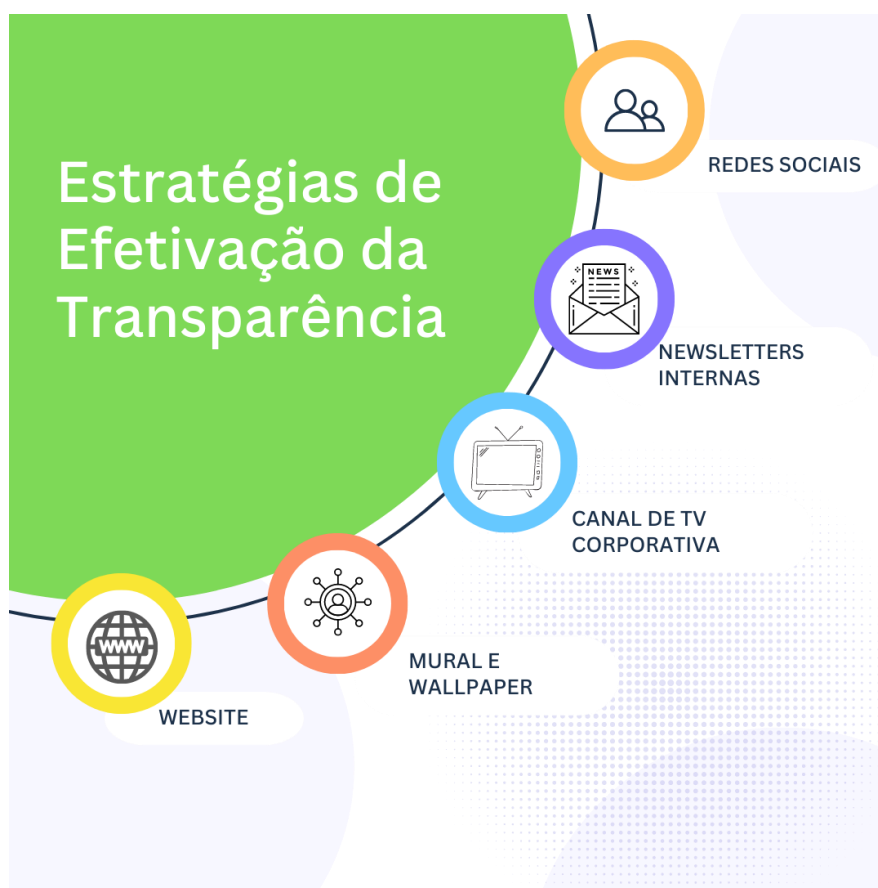 Estratégias de
Efetivação da
Transparência
REDES SOCIAIS
NEWS
NEWSLETTERS
INTERNAS
CANAL DE TV
CORPORATIVA
MURAL E
WALLPAPER
WWW
WEBSITE